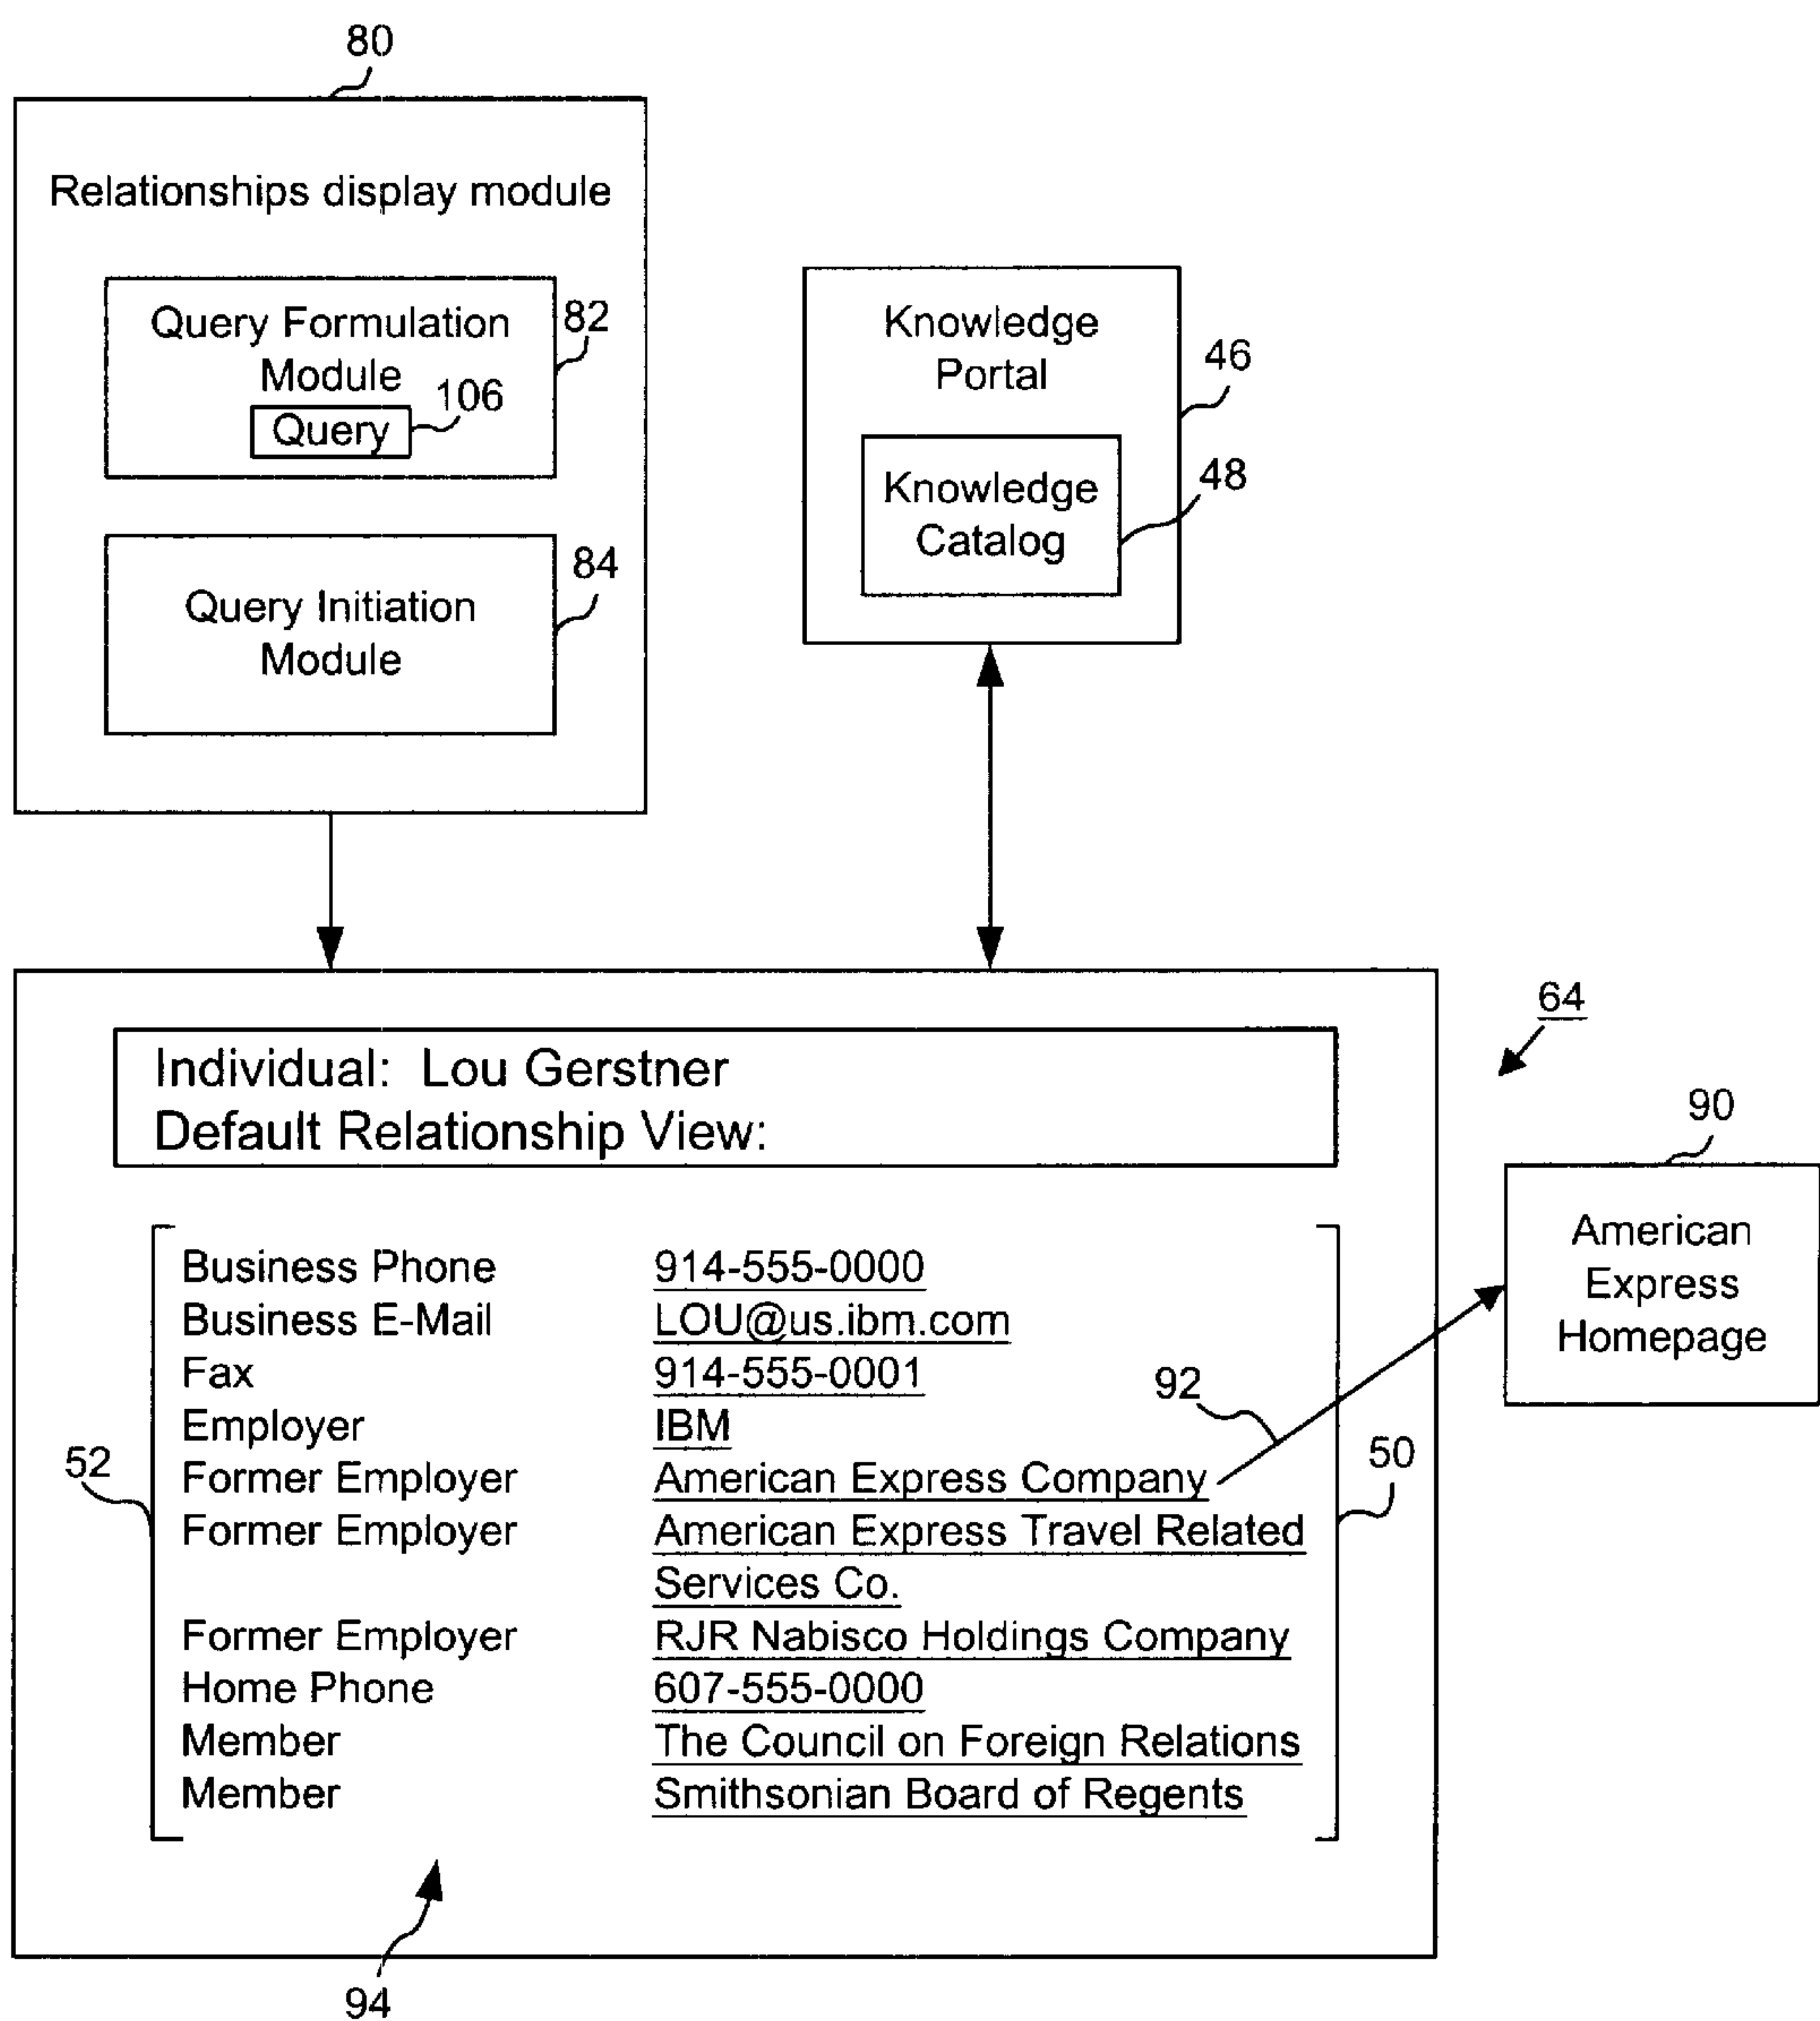 80
Relationships display module
Query Formulation
Module
82
106
Query
Query Initiation
Module
84
Knowledge
Portal
46
Knowledge
Catalog
48
64
Individual: Lou Gerstner
Default Relationship View:
90
American
Express
Homepage
Business Phone 914-555-0000
Business E-Mail LOU@us.ibm.com
Fax 914-555-0001
92
Employer IBM
52
50
Former Employer American Express Company
Former Employer American Express Travel Related
Services Co.
Former Employer RJR Nabisco Holdings Company
Home Phone 607-555-0000
Member The Council on Foreign Relations
Member Smithsonian Board of Regents
94